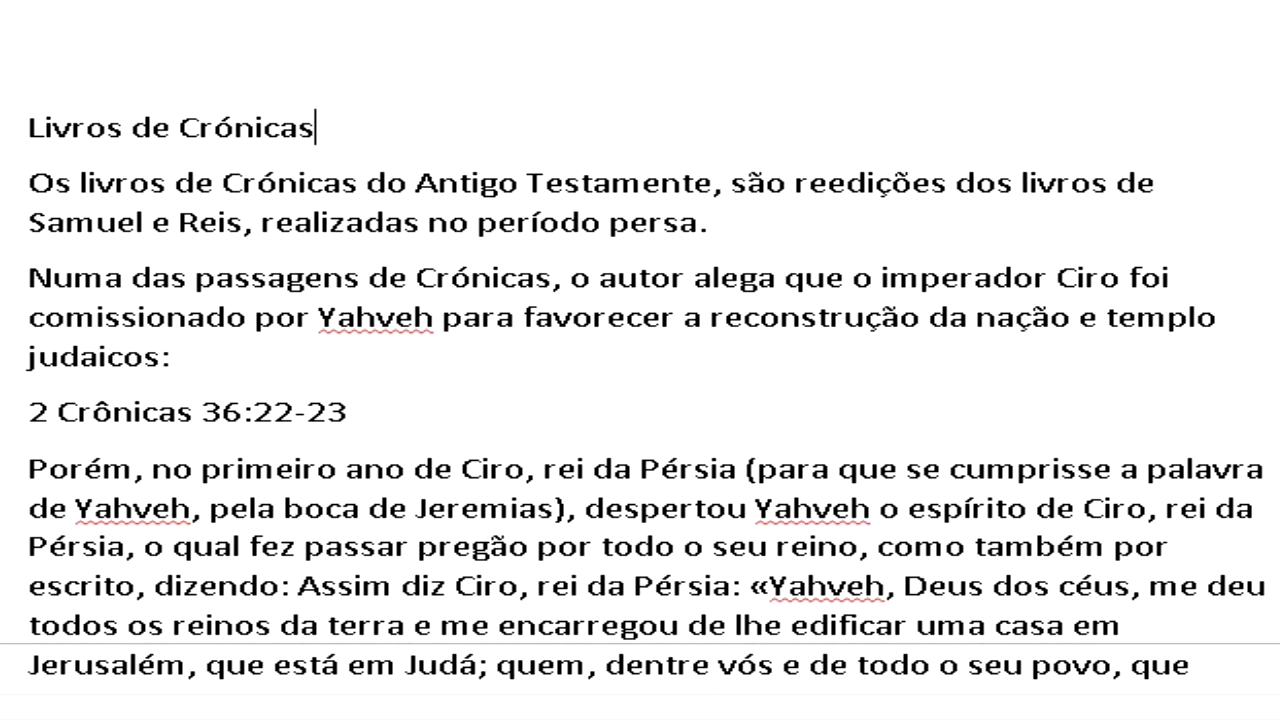 Livros de Crónicas
Os livros de Crónicas do Antigo Testamente, são reedições dos livros de
Samuel e Reis, realizadas no período persa.
Numa das passagens de Crónicas, o autor alega que o imperador Ciro foi
comissionado por Yahveh para favorecer a reconstrução da nação e templo
judaicos:
2 Crônicas 36:22-23
Porém, no primeiro ano de Ciro, rei da Pérsia (para que se cumprisse a palavra
de Yahveh, pela boca de Jeremias), despertou Yahveh o espírito de Ciro, rei da
Pérsia, o qual fez passar pregão por todo o seu reino, como também por
escrito, dizendo: Assim diz Ciro, rei da Pérsia: «Yahveh, Deus dos céus, me deu
todos os reinos da terra e me encarregou de lhe edificar uma casa em
Jerusalém, que está em Judá; quem, dentre vós e de todo o seu povo, que